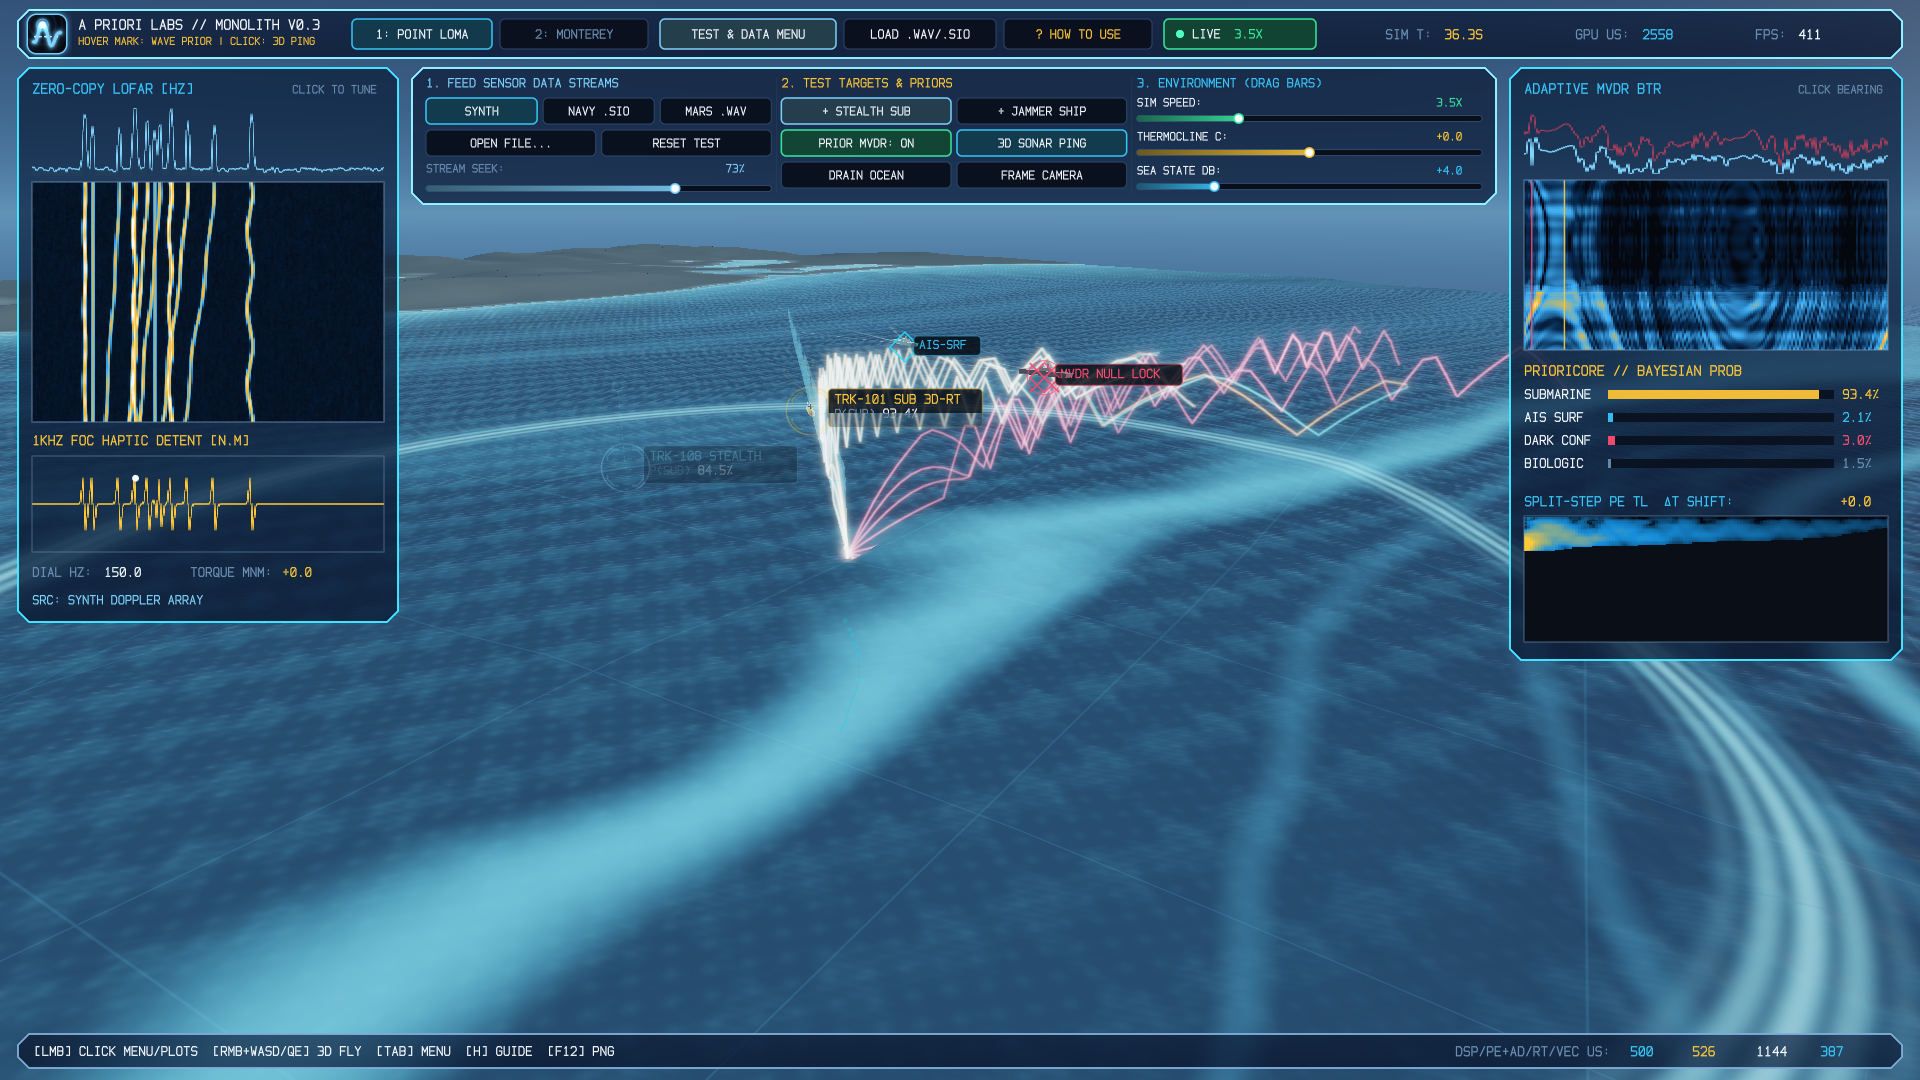 A PRIORI LABS // MONOLITH V0.3
HOVER MARK: WAVE PRIOR | CLICK: 3D PING
1: POINT LOMA
2: MONTEREY
TEST & DATA MENU
LOAD .WAV/.SIO
? HOW TO USE
LIVE 3.5X
SIM T: 36.3S
GPU US: 2558
FPS: 411
ZERO-COPY LOFAR [HZ]
CLICK TO TUNE
1KHZ FOC HAPTIC DETENT [N.M]
DIAL HZ: 150.0 TORQUE MNM: +0.0
SRC: SYNTH DOPPLER ARRAY
1. FEED SENSOR DATA STREAMS
SYNTH
NAVY .SIO
MARS .WAV
OPEN FILE...
RESET TEST
STREAM SEEK: 73%
2. TEST TARGETS & PRIORS
+ STEALTH SUB
+ JAMMER SHIP
PRIOR MVDR: ON
3D SONAR PING
DRAIN OCEAN
FRAME CAMERA
3. ENVIRONMENT (DRAG BARS)
SIM SPEED: 3.5X
THERMOCLINE C: +0.0
SEA STATE DB: +4.0
AIS-SRF
MVDR NULL LOCK
TRK-101 SUB 3D-RT
P(SUB) 93.4%
TRK-108 STEALTH
P(SUB) 84.5%
ADAPTIVE MVDR BTR
CLICK BEARING
PRIORICORE // BAYESIAN PROB
SUBMARINE 93.4%
AIS SURF 2.1%
DARK CONF 3.0%
BIOLOGIC 1.5%
SPLIT-STEP PE TL ΔT SHIFT: +0.0
[LMB] CLICK MENU/PLOTS [RMB+WASD/QE] 3D FLY [TAB] MENU [H] GUIDE [F12] PNG
DSP/PE+AD/RT/VEC US: 500 526 1144 387